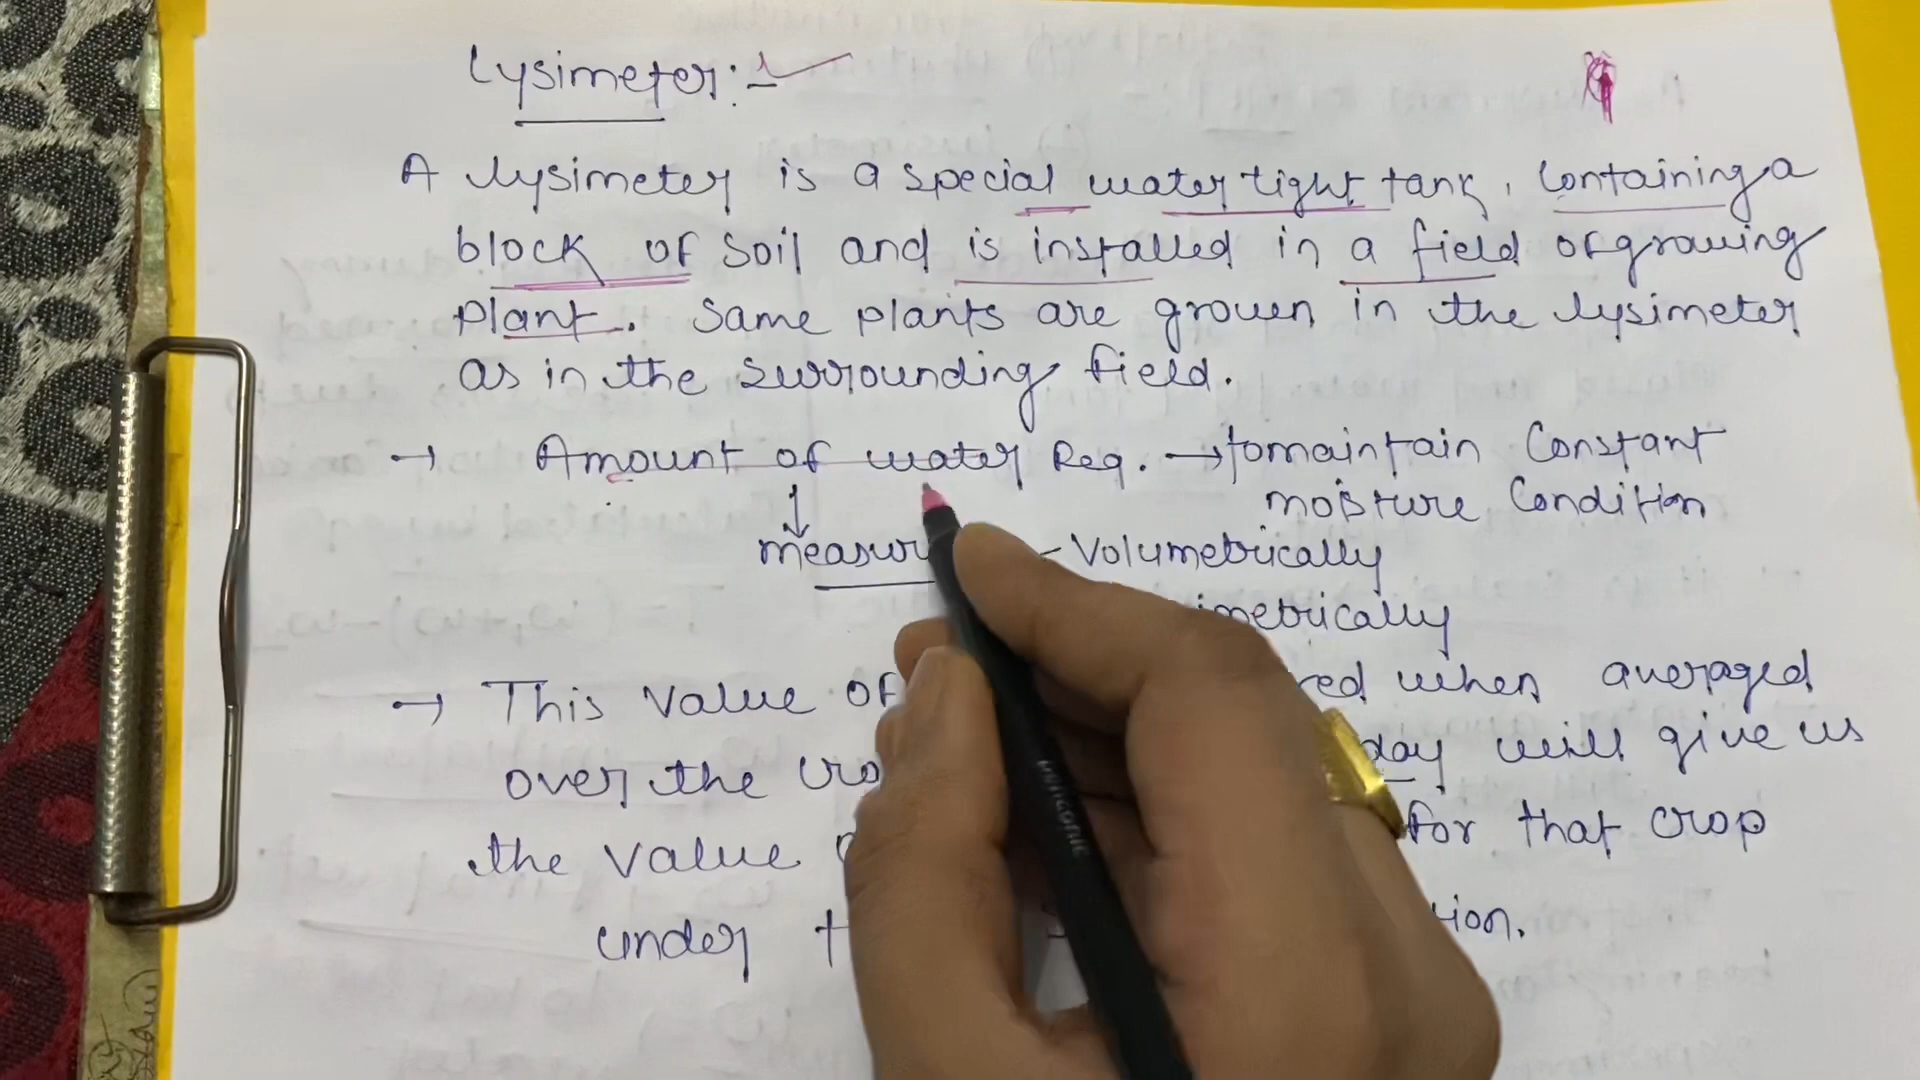 Lysimeter:-
A lysimeter is a special water tight tank, containing a
block of soil and is installed in a field of growing
plant. Same plants are grown in the lysimeter
as in the surrounding field.
→ Amount of water Req. → to maintain Constant
moisture Condition
↓
measur - Volumetrically
imetrically
→ This value of red when averaged
over the cro day will give us
the value for that crop
under t tion.